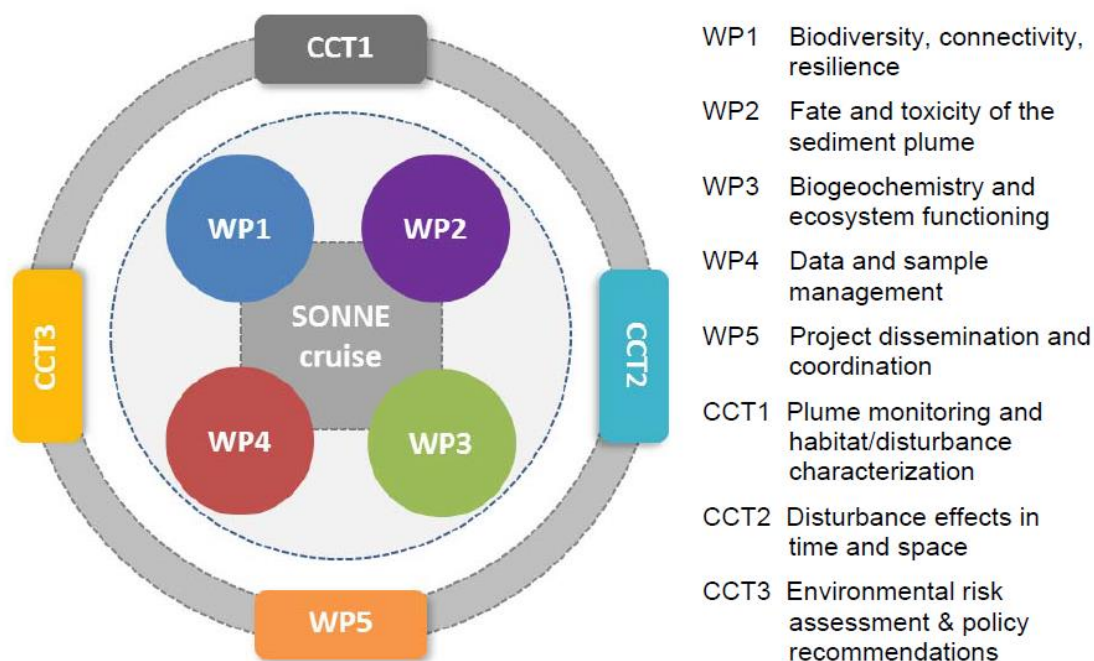 CCT1
WP1
WP2
SONNE
cruise
CCT3
CCT2
WP4
WP3
WP5
WP1 Biodiversity, connectivity,
resilience
WP2 Fate and toxicity of the
sediment plume
WP3 Biogeochemistry and
ecosystem functioning
WP4 Data and sample
management
WP5 Project dissemination and
coordination
CCT1 Plume monitoring and
habitat/disturbance
characterization
CCT2 Disturbance effects in
time and space
CCT3 Environmental risk
assessment & policy
recommendations